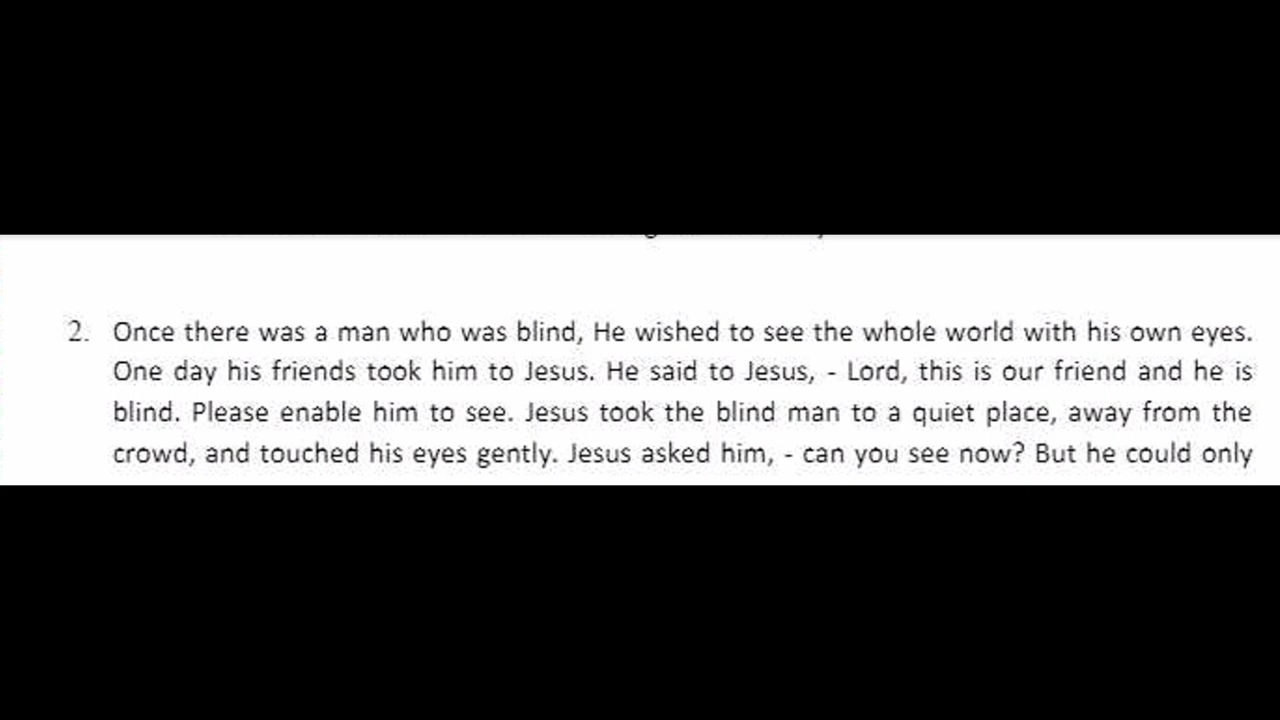 2. Once there was a man who was blind, He wished to see the whole world with his own eyes.
One day his friends took him to Jesus. He said to Jesus, - Lord, this is our friend and he is
blind. Please enable him to see. Jesus took the blind man to a quiet place, away from the
crowd, and touched his eyes gently. Jesus asked him, - can you see now? But he could only